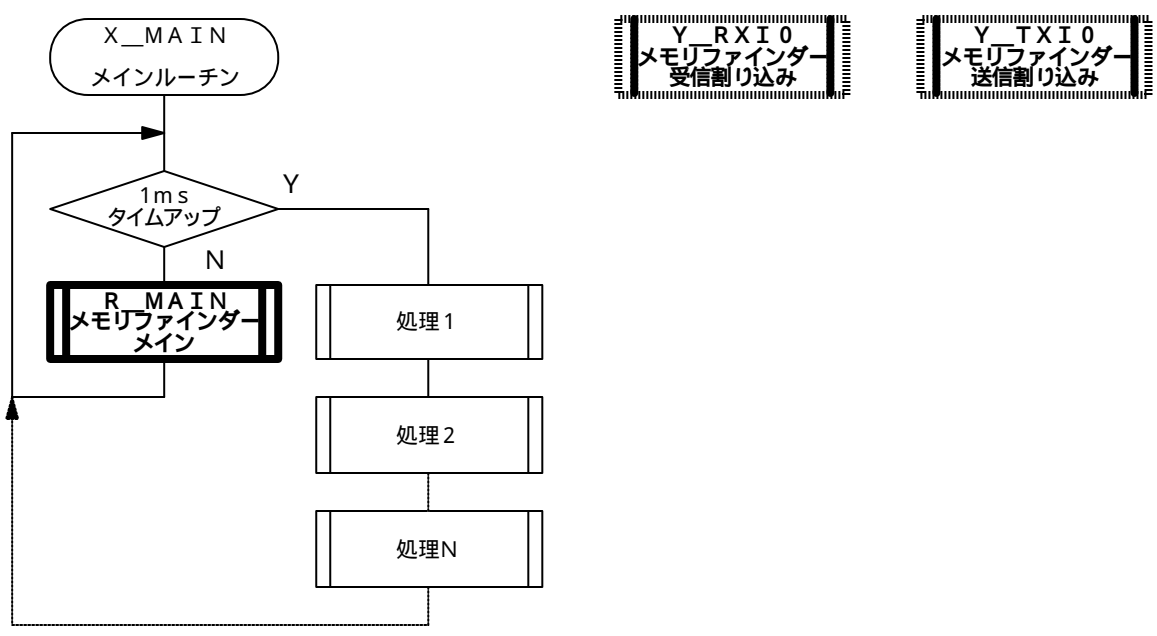 X＿MAIN
メインルーチン
Y＿RXI0
メモリファインダー
受信割り込み
Y＿TXI0
メモリファインダー
送信割り込み
1ms
タイムアップ
Y
N
R＿MAIN
メモリファインダー
メイン
処理1
処理2
処理N